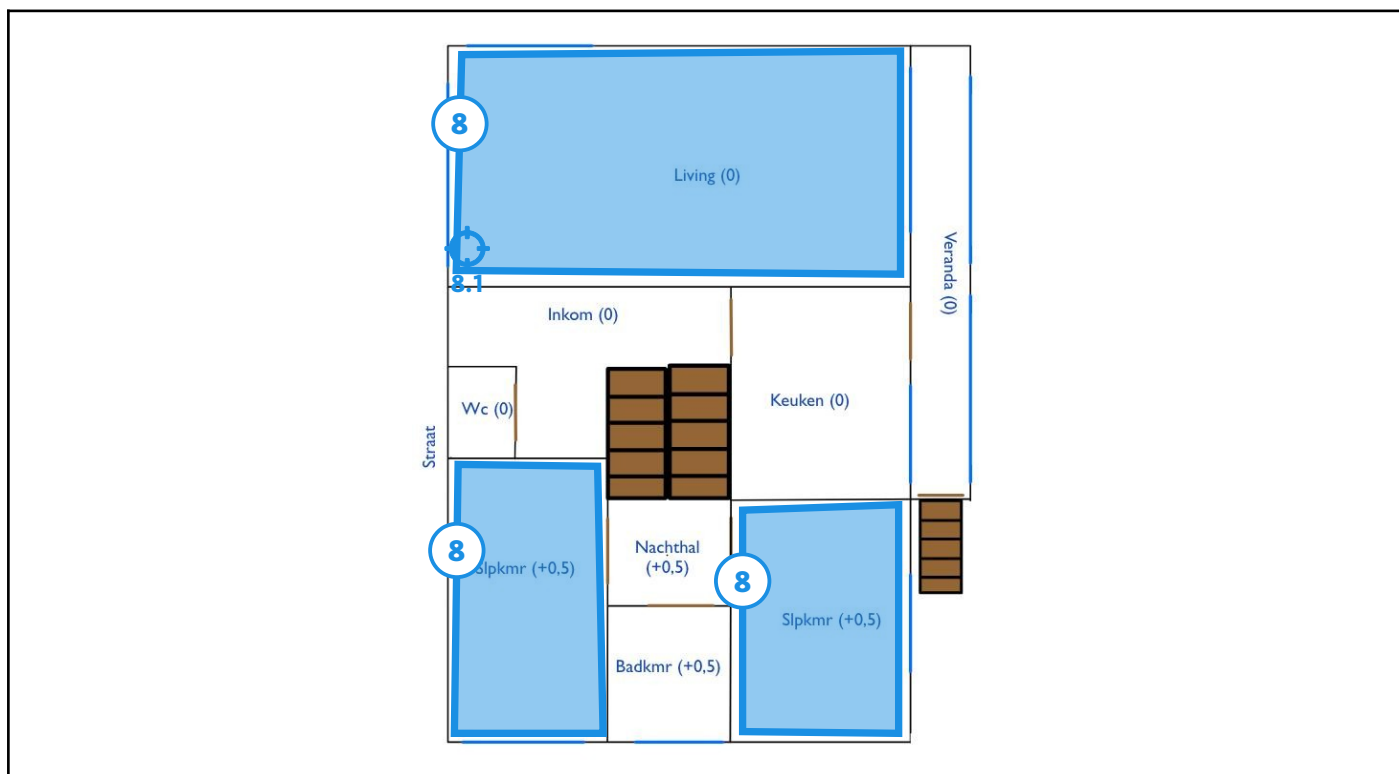 8
Living (0)
8.1
Veranda (0)
Inkom (0)
Keuken (0)
Wc (0)
Straat
8
Slpkmr (+0,5)
Nachthal
(+0,5)
8
Slpkmr (+0,5)
Badkmr (+0,5)